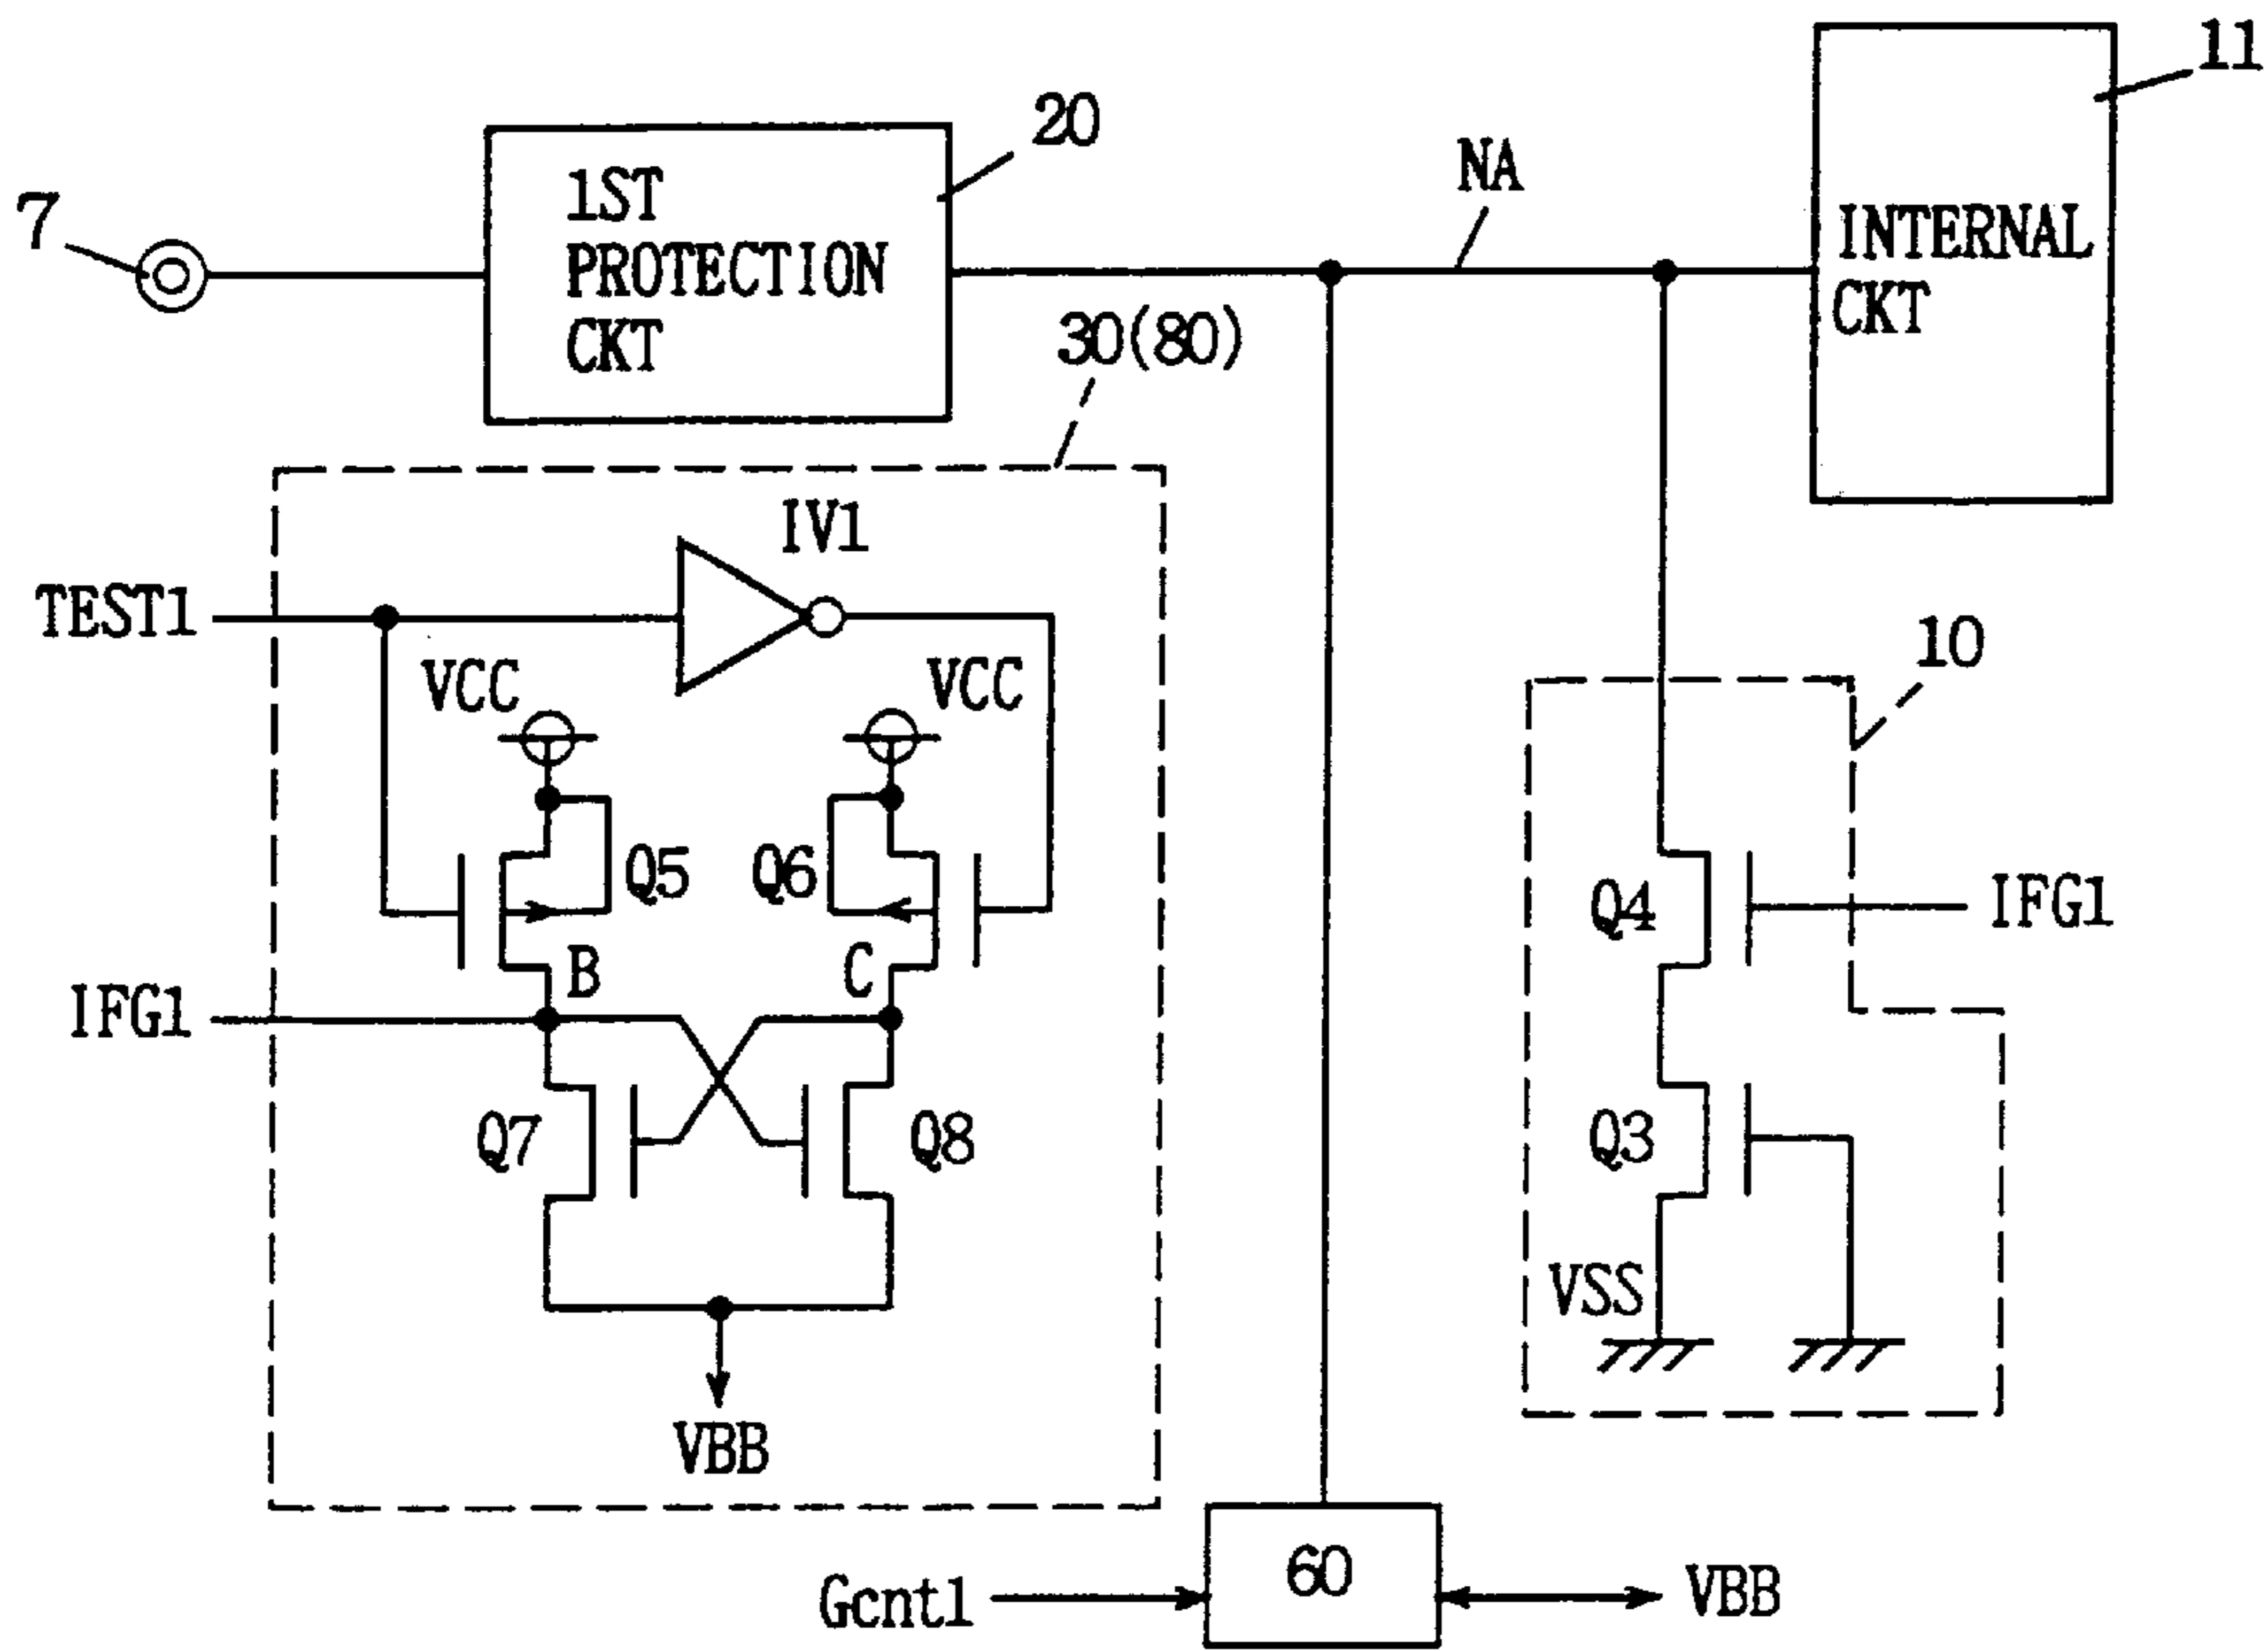 11
20
1ST
PROTECTION
CKT
NA
7
INTERNAL
CKT
30(80)
IV1
TEST1
10
VCC
VCC
Q5
Q6
Q4
IFG1
B
C
IFG1
Q7
Q8
Q3
VSS
VBB
60
Gcnt1
VBB